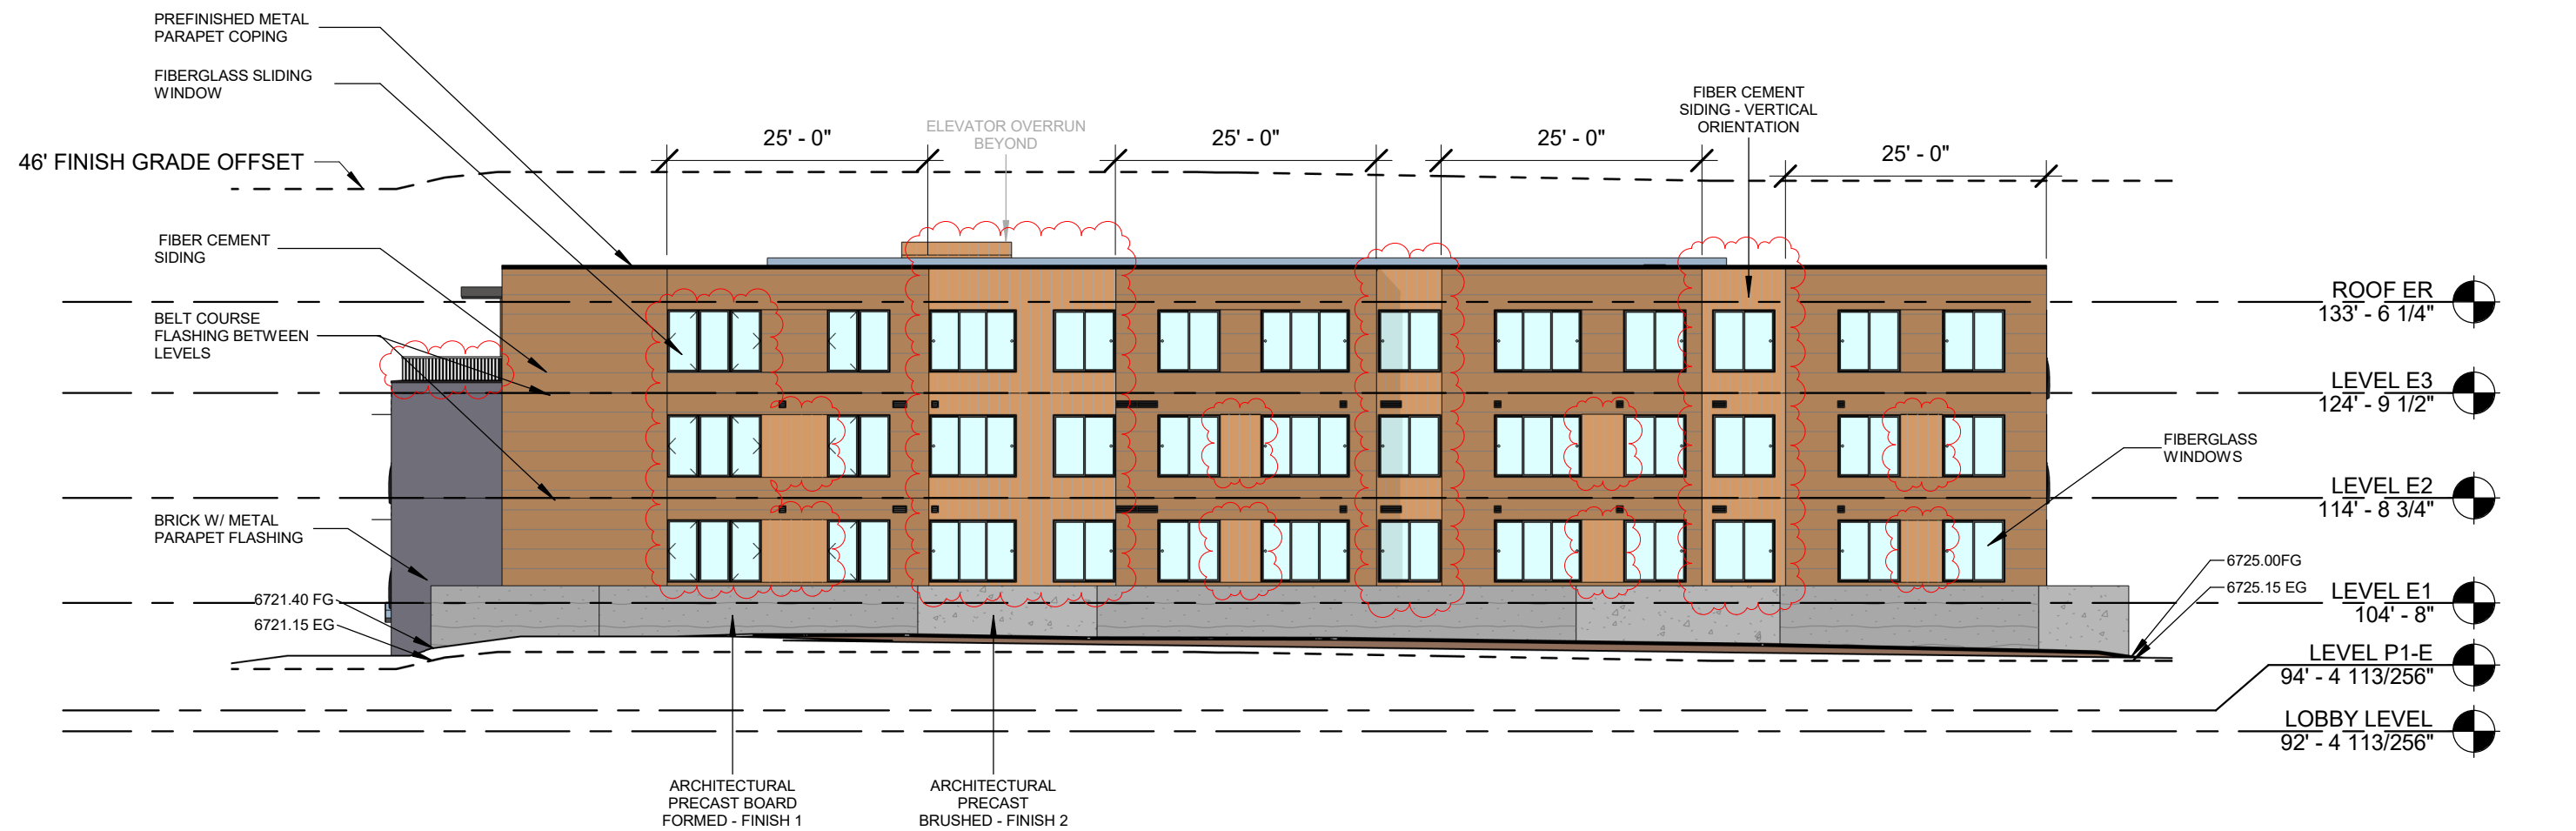 PREFINISHED METAL
PARAPET COPING
FIBERGLASS SLIDING
WINDOW
46' FINISH GRADE OFFSET
25' - 0"
ELEVATOR OVERRUN
BEYOND
25' - 0"
25' - 0"
FIBER CEMENT
SIDING - VERTICAL
ORIENTATION
25' - 0"
FIBER CEMENT
SIDING
BELT COURSE
FLASHING BETWEEN
LEVELS
BRICK W/ METAL
PARAPET FLASHING
6721.40 FG
6721.15 EG
ROOF ER
133' - 6 1/4"
LEVEL E3
124' - 9 1/2"
FIBERGLASS
WINDOWS
LEVEL E2
114' - 8 3/4"
6725.00FG
6725.15 EG
LEVEL E1
104' - 8"
LEVEL P1-E
94' - 4 113/256"
LOBBY LEVEL
92' - 4 113/256"
ARCHITECTURAL
PRECAST BOARD
FORMED - FINISH 1
ARCHITECTURAL
PRECAST
BRUSHED - FINISH 2